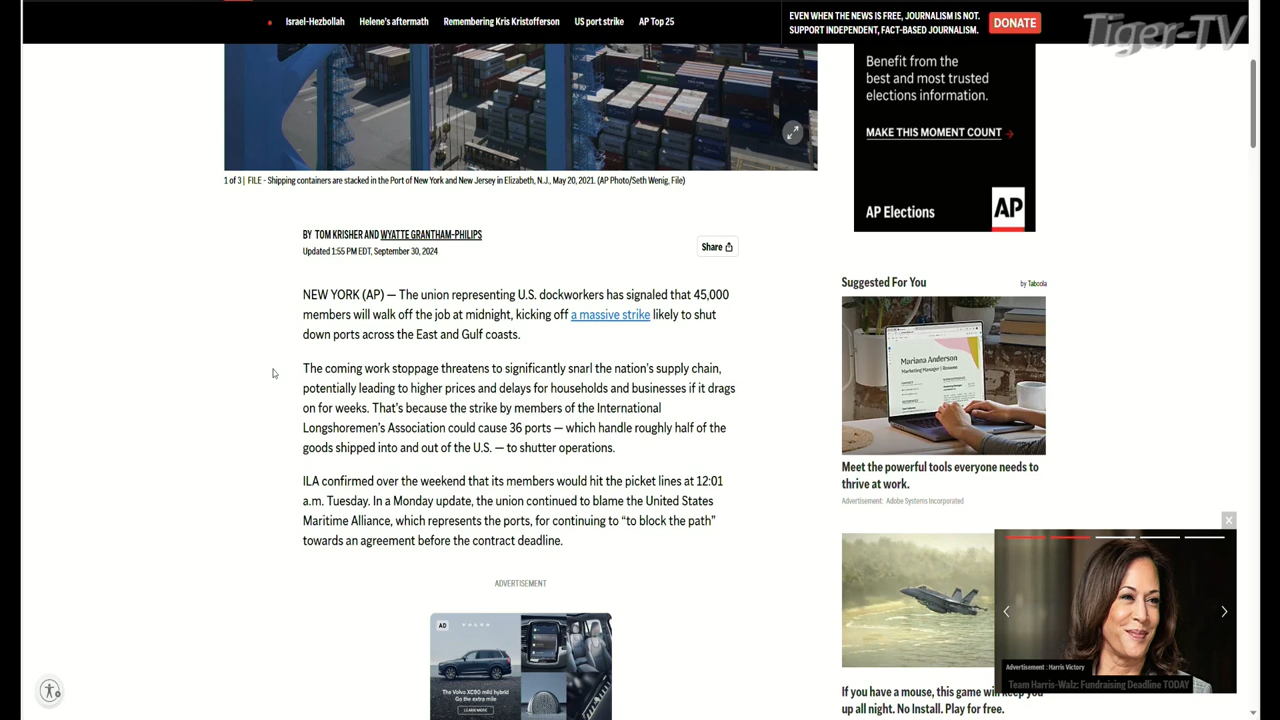 Israel-Hezbollah Helene's aftermath Remembering Kris Kristofferson US port strike AP Top 25
EVEN WHEN THE NEWS IS FREE, JOURNALISM IS NOT.
SUPPORT INDEPENDENT, FACT-BASED JOURNALISM.
DONATE
Tiger-TV
Benefit from the
best and most trusted
elections information.
MAKE THIS MOMENT COUNT
AP Elections
AP
1 of 3 | FILE - Shipping containers are stacked in the Port of New York and New Jersey in Elizabeth, N.J., May 20, 2021. (AP Photo/Seth Wenig, File)
BY TOM KRISHER AND WYATTE GRANTHAM-PHILIPS
Updated 1:55 PM EDT, September 30, 2024
Share
NEW YORK (AP) — The union representing U.S. dockworkers has signaled that 45,000
members will walk off the job at midnight, kicking off a massive strike likely to shut
down ports across the East and Gulf coasts.
The coming work stoppage threatens to significantly snarl the nation's supply chain,
potentially leading to higher prices and delays for households and businesses if it drags
on for weeks. That's because the strike by members of the International
Longshoremen's Association could cause 36 ports — which handle roughly half of the
goods shipped into and out of the U.S. — to shutter operations.
ILA confirmed over the weekend that its members would hit the picket lines at 12:01
a.m. Tuesday. In a Monday update, the union continued to blame the United States
Maritime Alliance, which represents the ports, for continuing to “to block the path”
towards an agreement before the contract deadline.
ADVERTISEMENT
AD
VOLVO
The Volvo XC90 mild hybrid
Go the extra mile
LEARN MORE
Suggested For You
by Taboola
Mariana Anderson
Marketing Manager | Resume
Meet the powerful tools everyone needs to
thrive at work.
Advertisement: Adobe Systems Incorporated
X
Advertisement : Harris Victory
Team Harris-Walz: Fundraising Deadline TODAY
If you have a mouse, this game will keep you
up all night. No Install. Play for free.